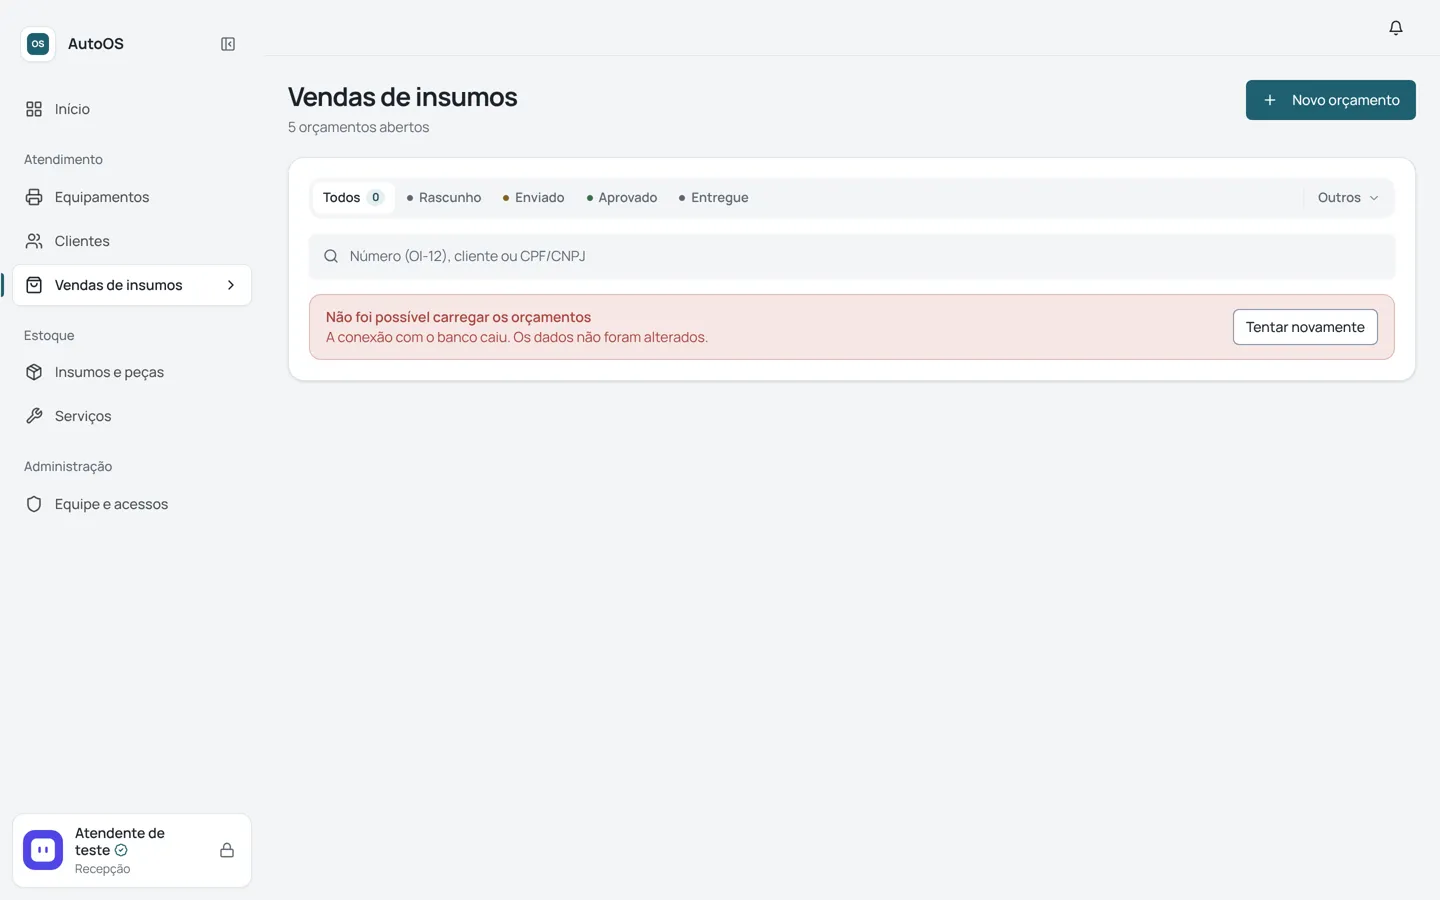 OS
AutoOS
Início
Atendimento
Equipamentos
Clientes
Vendas de insumos
Estoque
Insumos e peças
Serviços
Administração
Equipe e acessos
Atendente de
teste
Recepção
Vendas de insumos
5 orçamentos abertos
Novo orçamento
Todos 0 Rascunho Enviado Aprovado Entregue Outros
Número (OI-12), cliente ou CPF/CNPJ
Não foi possível carregar os orçamentos
A conexão com o banco caiu. Os dados não foram alterados.
Tentar novamente